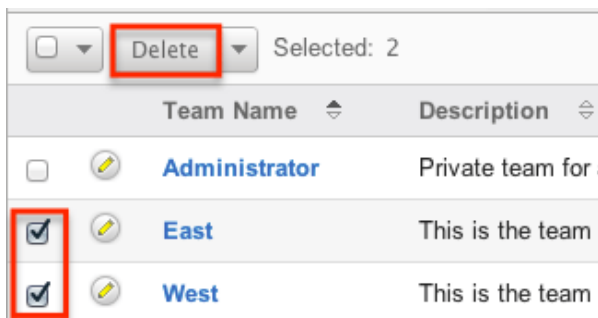 Delete Selected: 2
Team Name Description
Administrator Private team for
East This is the team
West This is the team